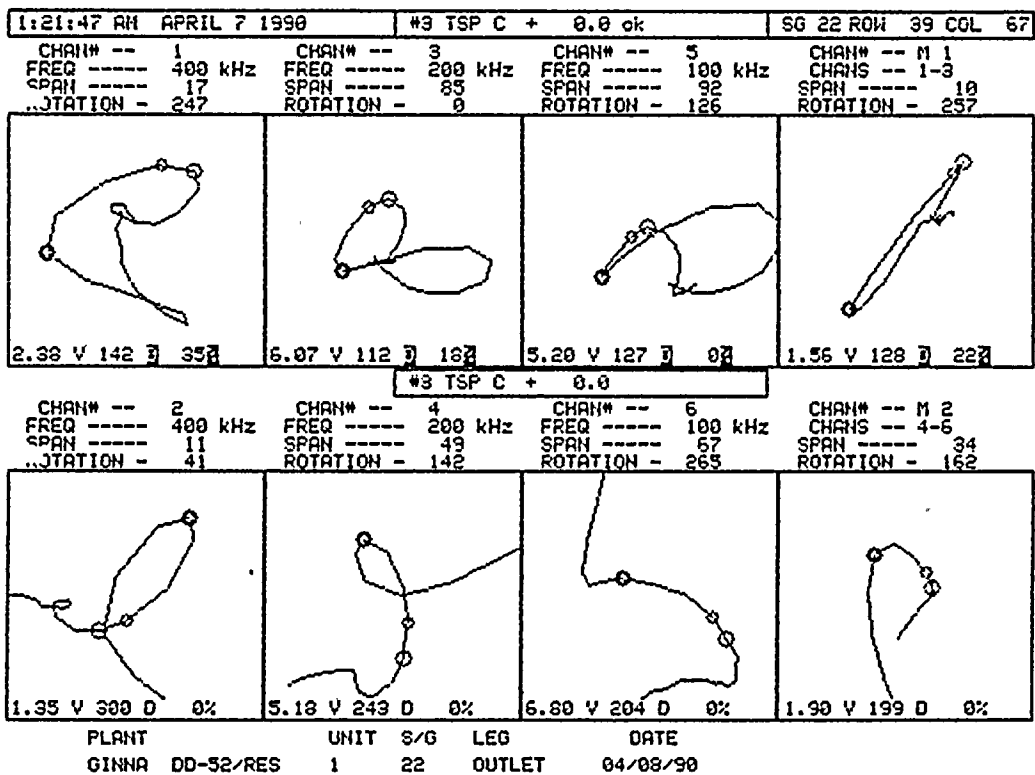 1:21:47 AM APRIL 7 1990 #3 TSP C + 0.0 ok SG 22 ROW 39 COL 67
CHAN# -- 1 CHAN# -- 3 CHAN# -- 5 CHAN# -- M 1
FREQ ----- 400 kHz FREQ ----- 200 kHz FREQ ----- 100 kHz CHANS -- 1-3
SPAN ----- 17 SPAN ----- 85 SPAN ----- 92 SPAN ----- 10
..OTATION - 247 ROTATION - 0 ROTATION - 126 ROTATION - 257
2.38 V 142 D 35% 6.07 V 112 D 18% 5.20 V 127 D 0% 1.56 V 128 D 22%
#3 TSP C + 0.0
CHAN# -- 2 CHAN# -- 4 CHAN# -- 6 CHAN# -- M 2
FREQ ----- 400 kHz FREQ ----- 200 kHz FREQ ----- 100 kHz CHANS -- 4-6
SPAN ----- 11 SPAN ----- 49 SPAN ----- 67 SPAN ----- 34
..OTATION - 41 ROTATION - 142 ROTATION - 265 ROTATION - 162
1.35 V 300 D 0% 5.18 V 243 D 0% 6.80 V 204 D 0% 1.90 V 199 D 0%
PLANT UNIT S/G LEG DATE
GINNA DD-52/RES 1 22 OUTLET 04/08/90